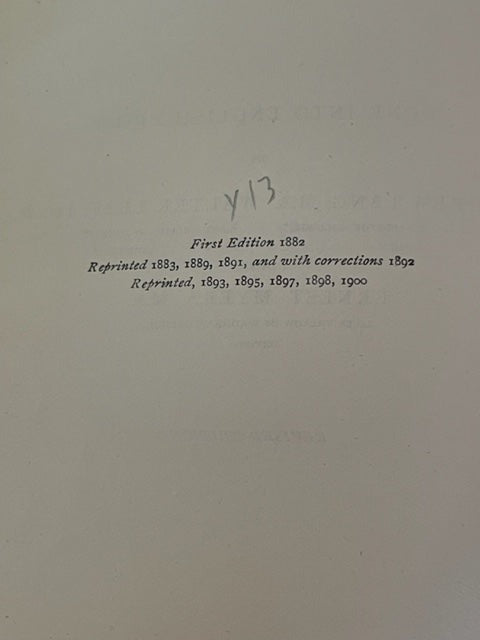 y13
First Edition 1882
Reprinted 1883, 1889, 1891, and with corrections 1892
Reprinted, 1893, 1895, 1897, 1898, 1900